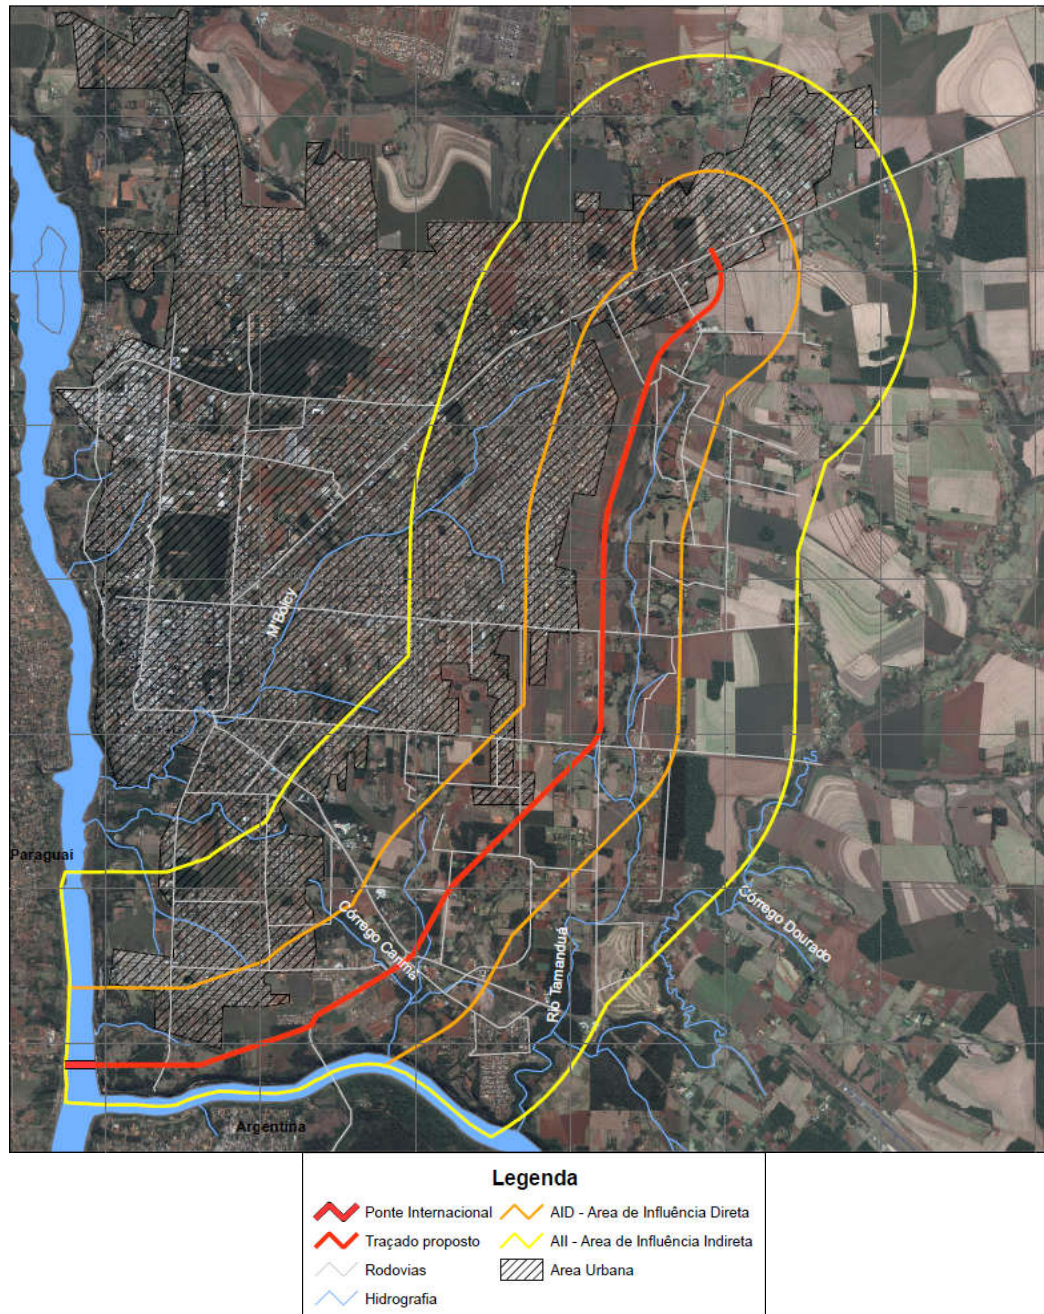 M'Boicy
Paraguai
Córrego Carimã
Rio Tamanduá
Córrego Dourado
Argentina
Legenda
Ponte Internacional
AID - Area de Influência Direta
Traçado proposto
AII - Area de Influência Indireta
Rodovias
Area Urbana
Hidrografia